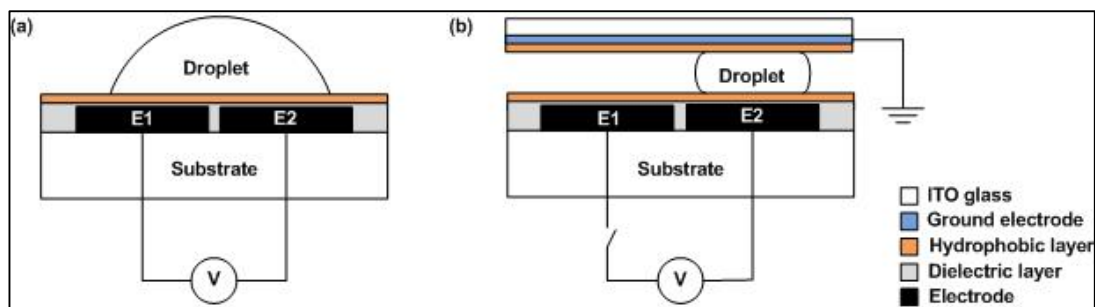 (a)
Droplet
E1 E2
Substrate
V
(b)
Droplet
E1 E2
Substrate
V
ITO glass
Ground electrode
Hydrophobic layer
Dielectric layer
Electrode